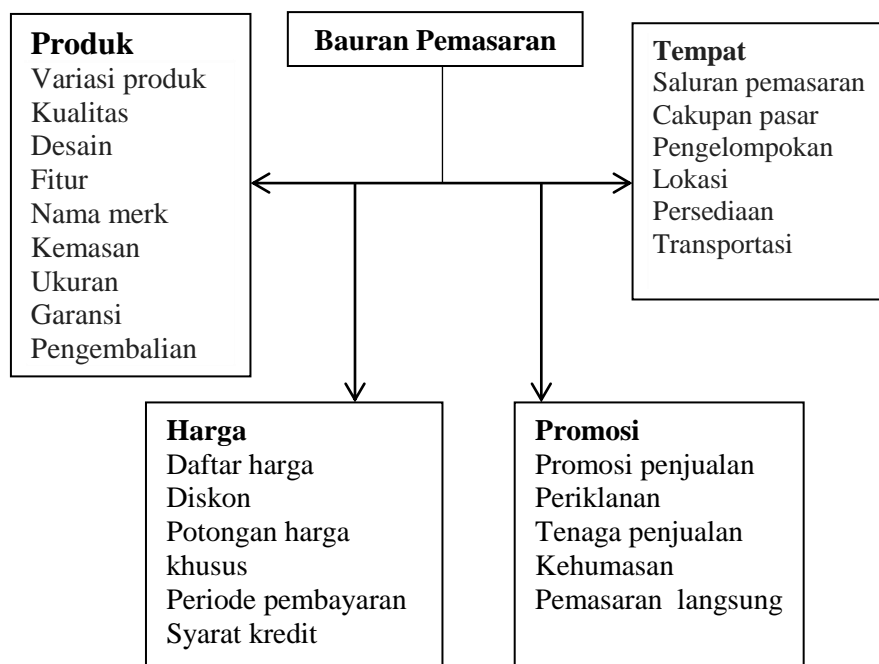 Bauran Pemasaran
Produk
Variasi produk
Kualitas
Desain
Fitur
Nama merk
Kemasan
Ukuran
Garansi
Pengembalian
Tempat
Saluran pemasaran
Cakupan pasar
Pengelompokan
Lokasi
Persediaan
Transportasi
Harga
Daftar harga
Diskon
Potongan harga
khusus
Periode pembayaran
Syarat kredit
Promosi
Promosi penjualan
Periklanan
Tenaga penjualan
Kehumasan
Pemasaran langsung